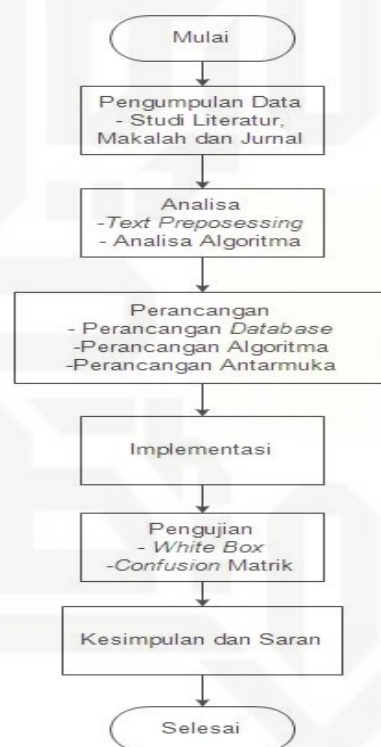 Mulai
Pengumpulan Data
- Studi Literatur,
Makalah dan Jurnal
Analisa
-Text Preposessing
- Analisa Algoritma
Perancangan
- Perancangan Database
-Perancangan Algoritma
-Perancangan Antarmuka
Implementasi
Pengujian
- White Box
-Confusion Matrik
Kesimpulan dan Saran
Selesai